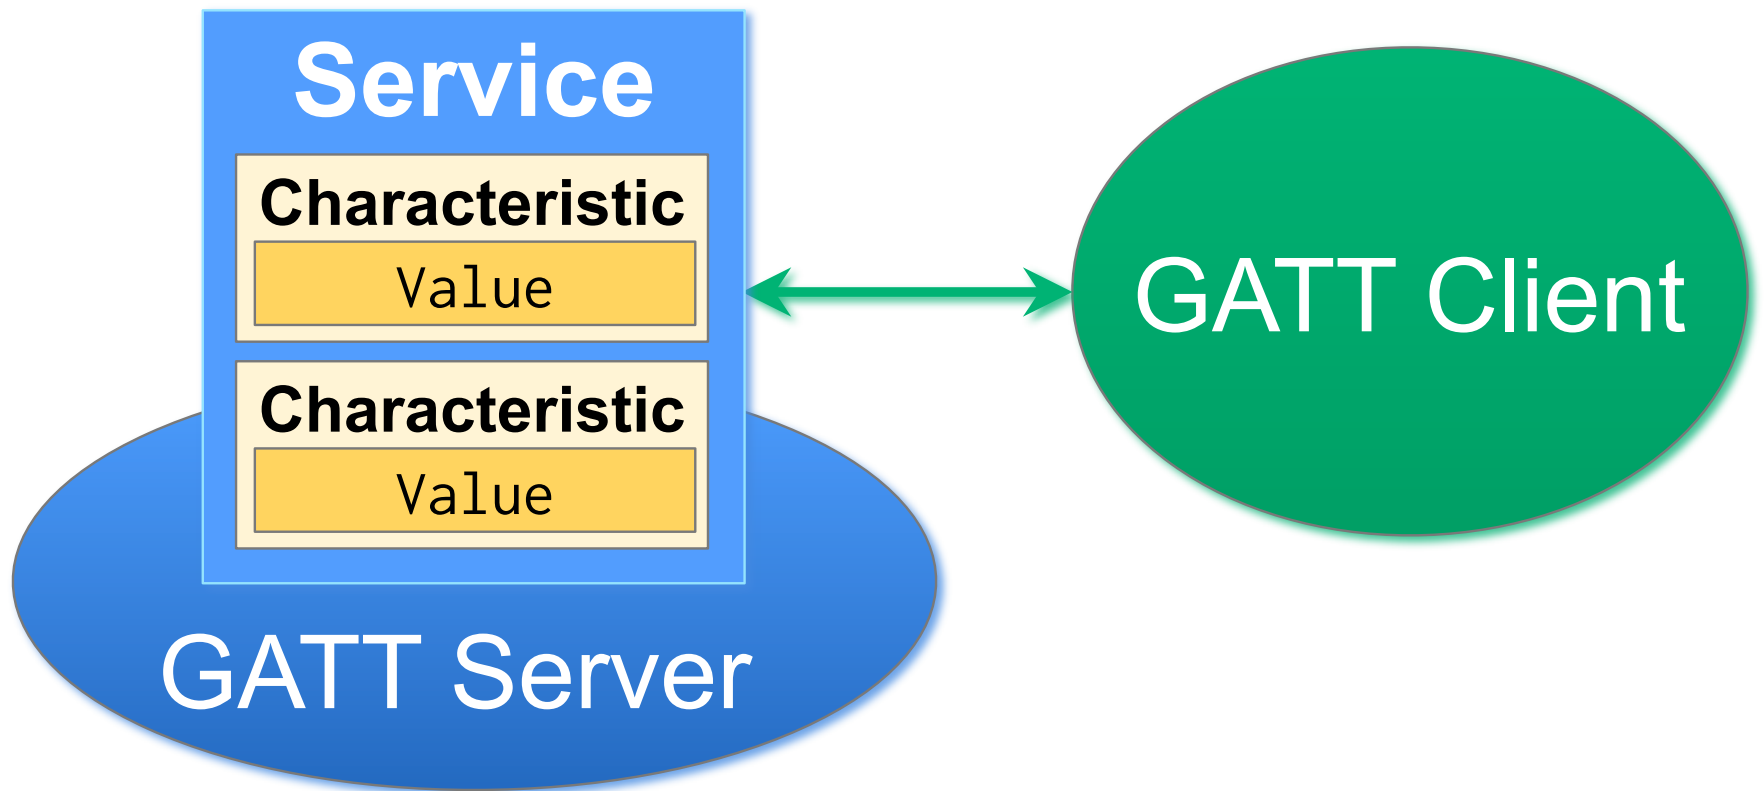 Service
Characteristic
Value
Characteristic
Value
GATT Server
GATT Client